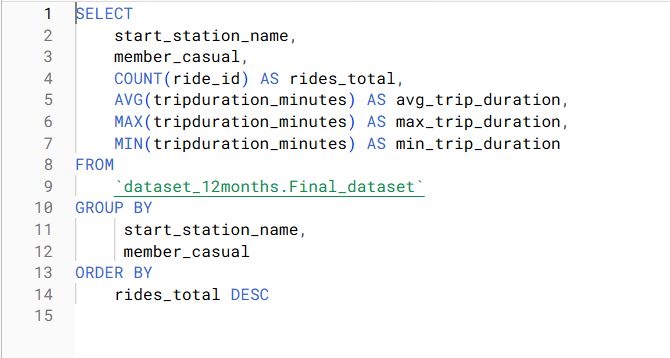 1 SELECT
2 start_station_name,
3 member_casual,
4 COUNT(ride_id) AS rides_total,
5 AVG(tripduration_minutes) AS avg_trip_duration,
6 MAX(tripduration_minutes) AS max_trip_duration,
7 MIN(tripduration_minutes) AS min_trip_duration
8 FROM
9 `dataset_12months.Final_dataset`
10 GROUP BY
11 start_station_name,
12 member_casual
13 ORDER BY
14 rides_total DESC
15